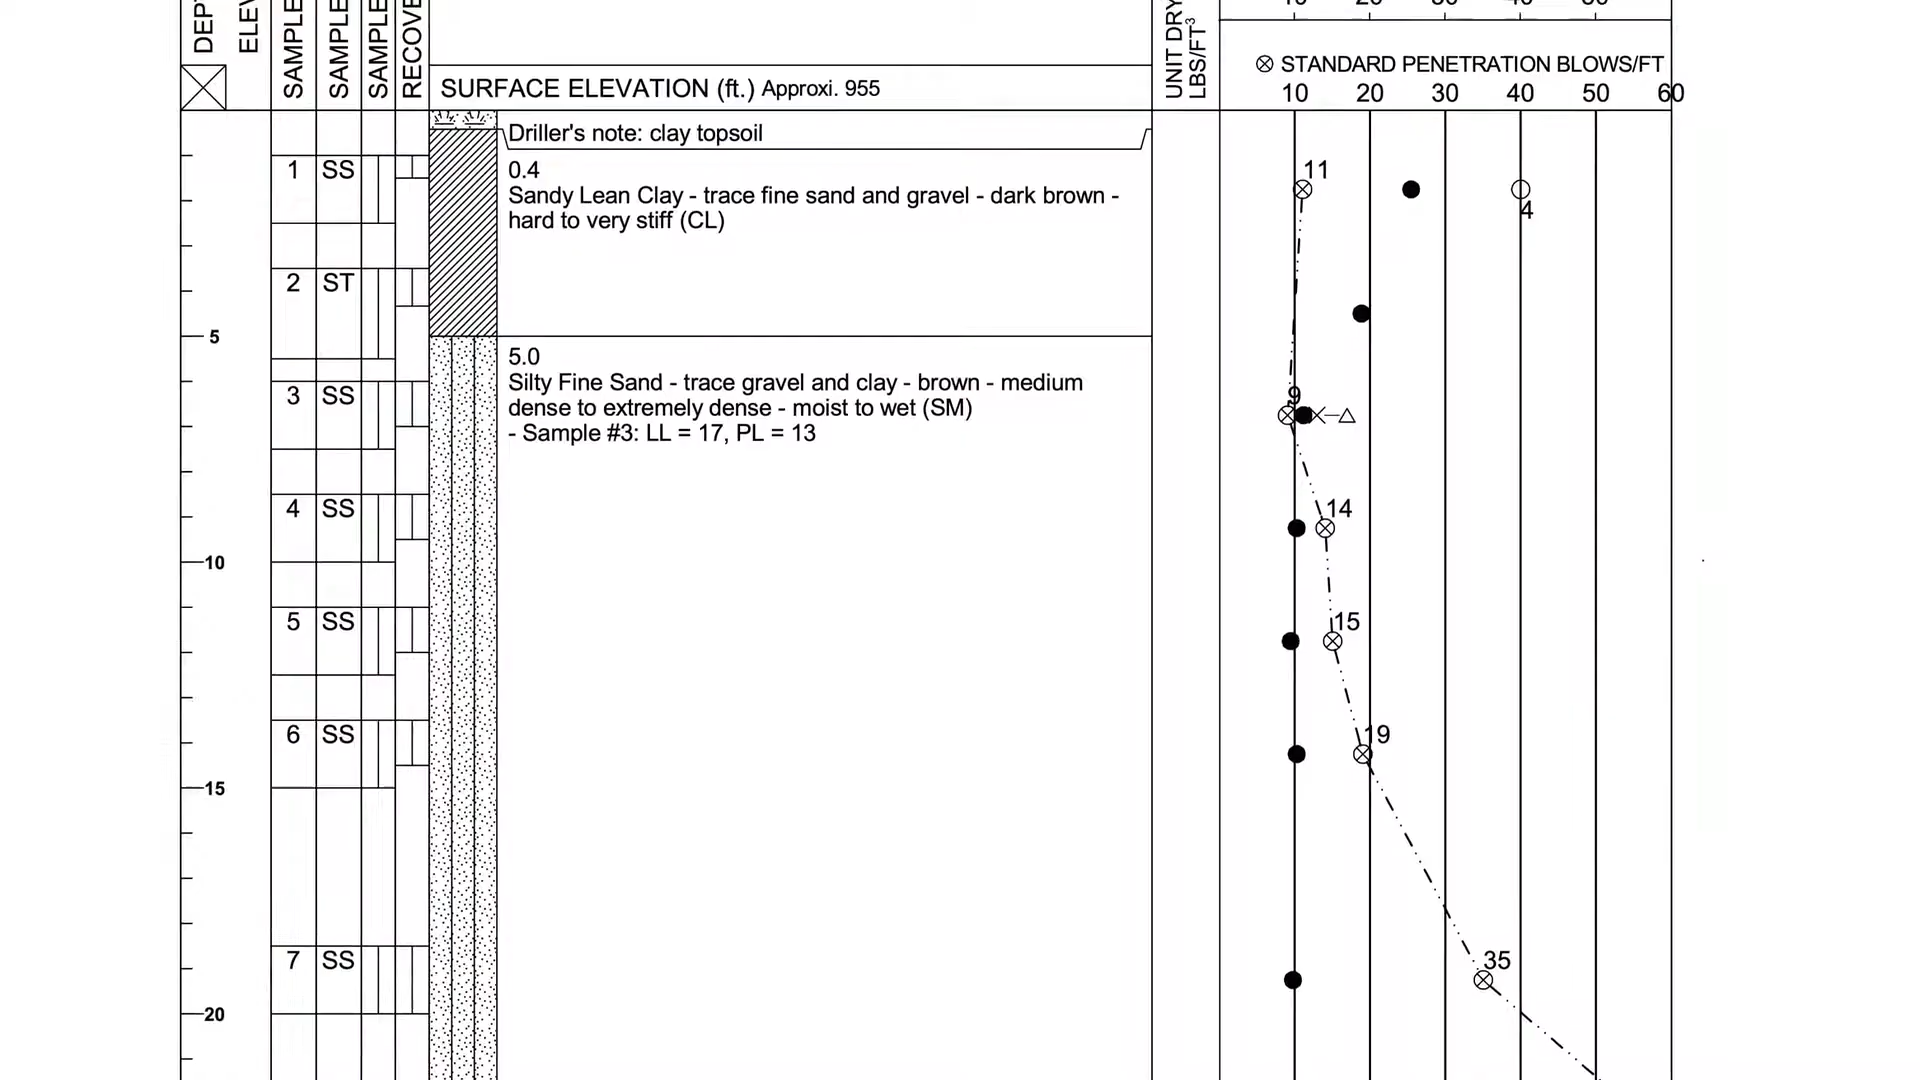 SAMPLE
SAMPLE
SAMPLE
UNIT DRY
LBS/FT³
SURFACE ELEVATION (ft.) Approxi. 955
⊗ STANDARD PENETRATION BLOWS/FT
10 20 30 40 50 60
Driller's note: clay topsoil
0.4
Sandy Lean Clay - trace fine sand and gravel - dark brown -
hard to very stiff (CL)
1 SS
11
4
2 ST
5
5.0
Silty Fine Sand - trace gravel and clay - brown - medium
dense to extremely dense - moist to wet (SM)
- Sample #3: LL = 17, PL = 13
3 SS
9
4 SS
14
10
5 SS
15
6 SS
19
15
7 SS
35
20